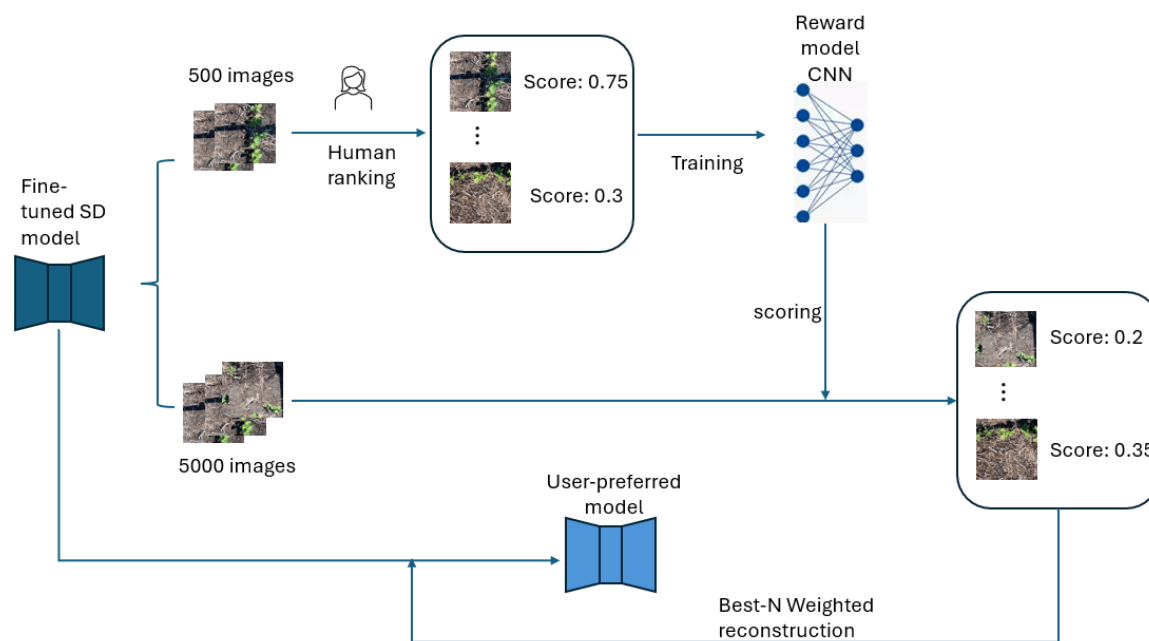 Reward
model
CNN
500 images
Score: 0.75
⋮
Human
ranking
Score: 0.3
Training
Fine-
tuned SD
model
scoring
Score: 0.2
⋮
Score: 0.35
5000 images
User-preferred
model
Best-N Weighted
reconstruction